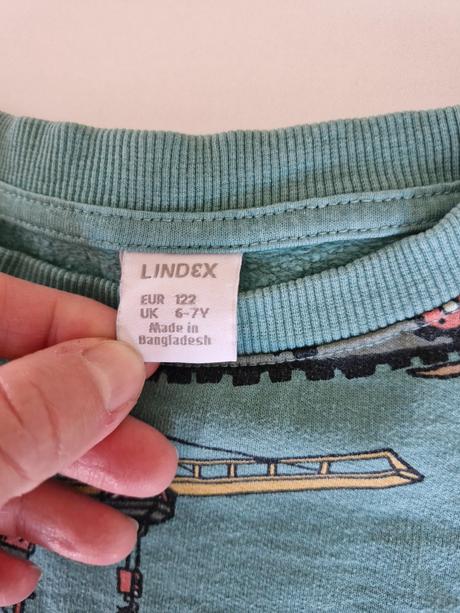 LINDEX
EUR 122
UK 6-7Y
Made in
Bangladesh